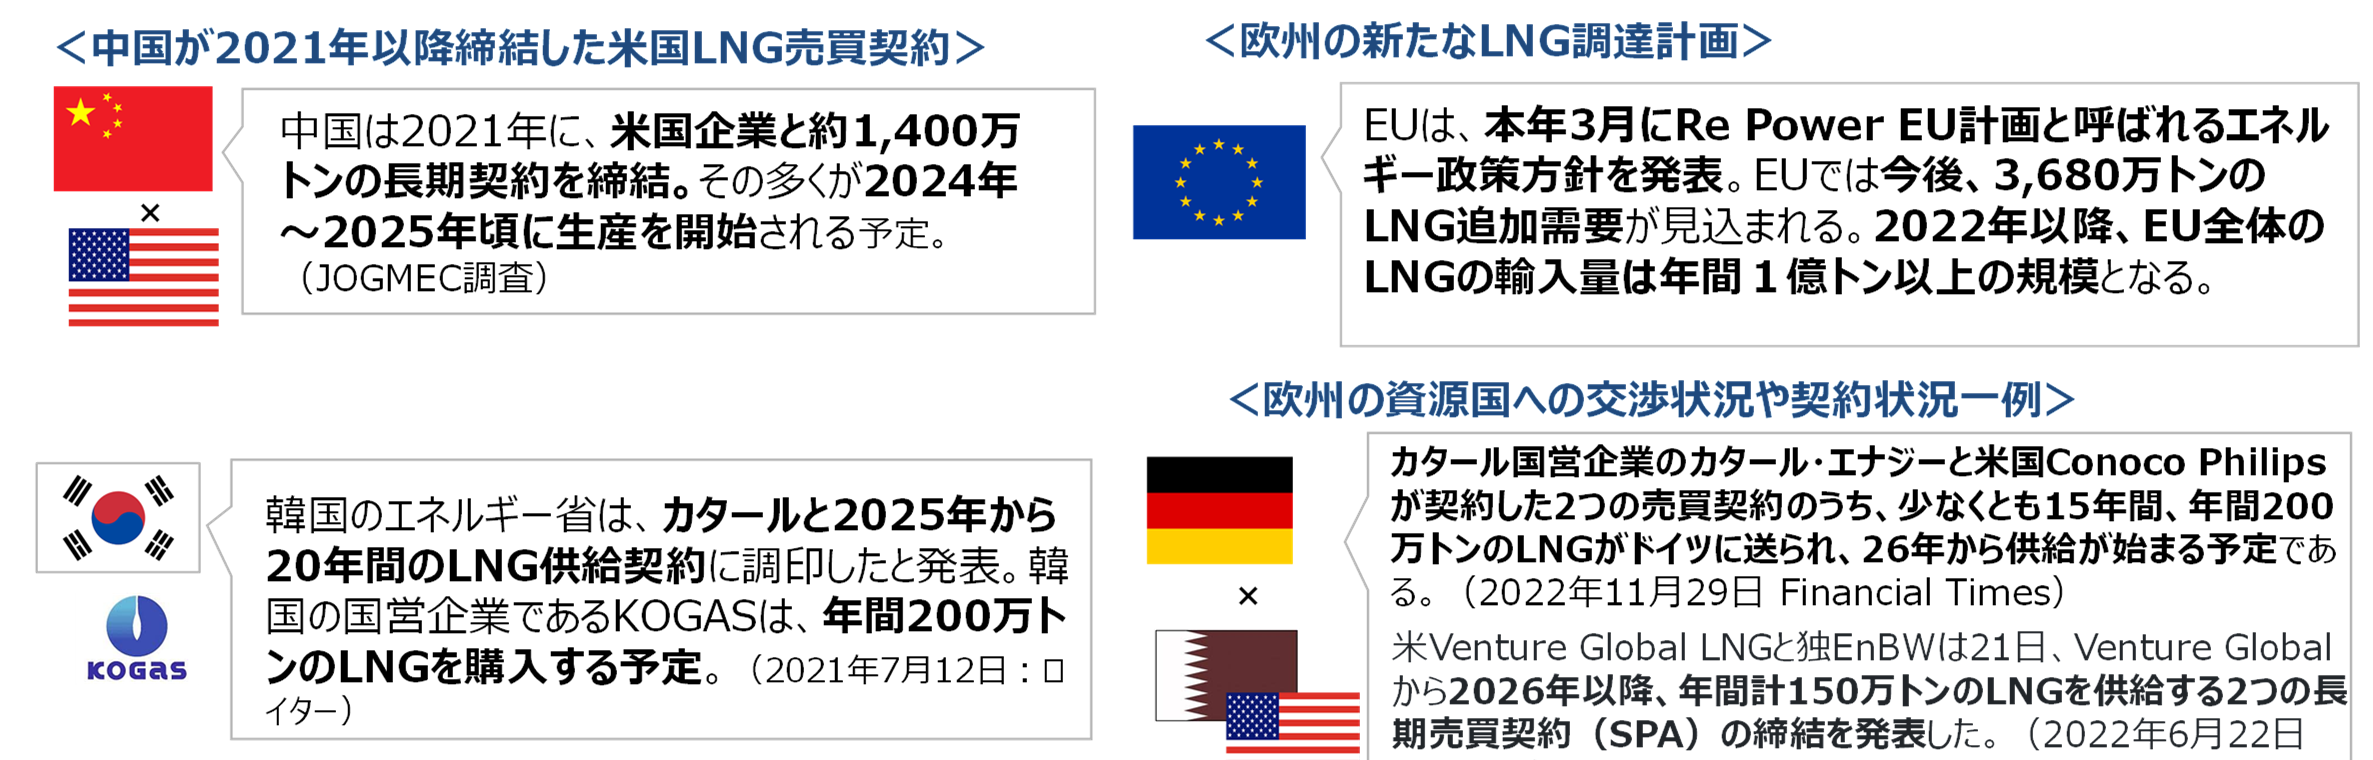 ＜中国が2021年以降締結した米国LNG売買契約＞
中国は2021年に、米国企業と約1,400万
トンの長期契約を締結。その多くが2024年
～2025年頃に生産を開始される予定。
（JOGMEC調査）
×
韓国のエネルギー省は、カタールと2025年から
20年間のLNG供給契約に調印したと発表。韓
国の国営企業であるKOGASは、年間200万ト
ンのLNGを購入する予定。（2021年7月12日：ロ
イター）
KOGAS
＜欧州の新たなLNG調達計画＞
EUは、本年3月にRe Power EU計画と呼ばれるエネル
ギー政策方針を発表。EUでは今後、3,680万トンの
LNG追加需要が見込まれる。2022年以降、EU全体の
LNGの輸入量は年間１億トン以上の規模となる。
＜欧州の資源国への交渉状況や契約状況一例＞
カタール国営企業のカタール・エナジーと米国Conoco Philips
が契約した2つの売買契約のうち、少なくとも15年間、年間200
万トンのLNGがドイツに送られ、26年から供給が始まる予定であ
る。（2022年11月29日 Financial Times）
×
米Venture Global LNGと独EnBWは21日、Venture Global
から2026年以降、年間計150万トンのLNGを供給する2つの長
期売買契約（SPA）の締結を発表した。（2022年6月22日